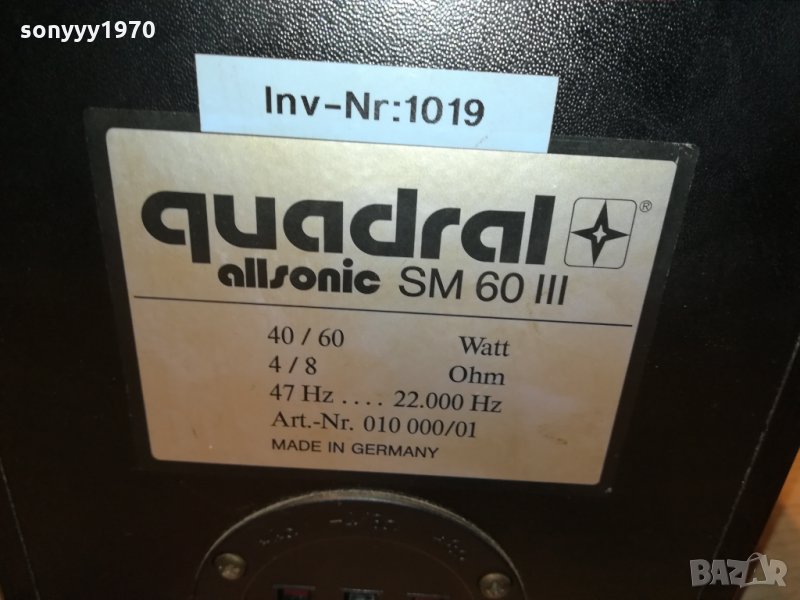 sonyyy1970
Inv-Nr:1019
quadral ®
allsonic SM 60 III
40 / 60 Watt
4 / 8 Ohm
47 Hz .... 22.000 Hz
Art.-Nr. 010 000/01
MADE IN GERMANY
BAZAR